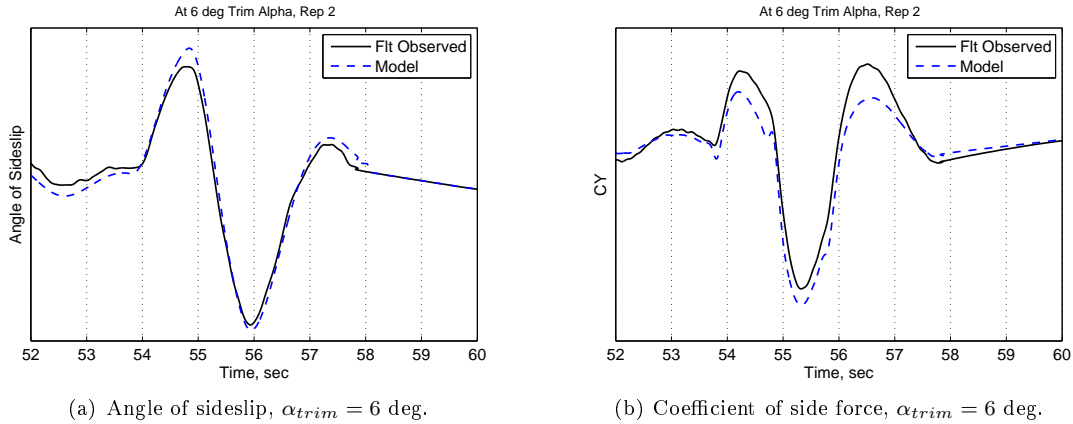 At 6 deg Trim Alpha, Rep 2
Flt Observed
Model
Angle of Sideslip
52 53 54 55 56 57 58 59 60
Time, sec
(a) Angle of sideslip, α_trim = 6 deg.
At 6 deg Trim Alpha, Rep 2
Flt Observed
Model
CY
52 53 54 55 56 57 58 59 60
Time, sec
(b) Coefficient of side force, α_trim = 6 deg.